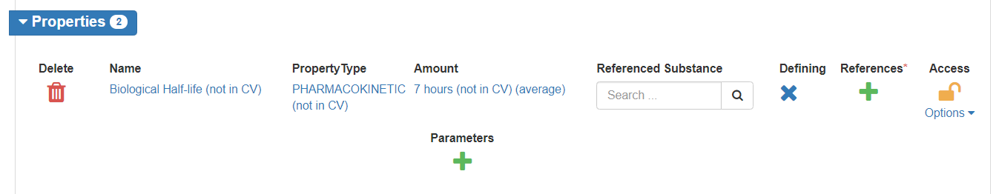 Properties 2
Delete Name PropertyType Amount Referenced Substance Defining References* Access
Biological Half-life (not in CV) PHARMACOKINETIC 7 hours (not in CV) (average) Search ...
(not in CV) Options
Parameters